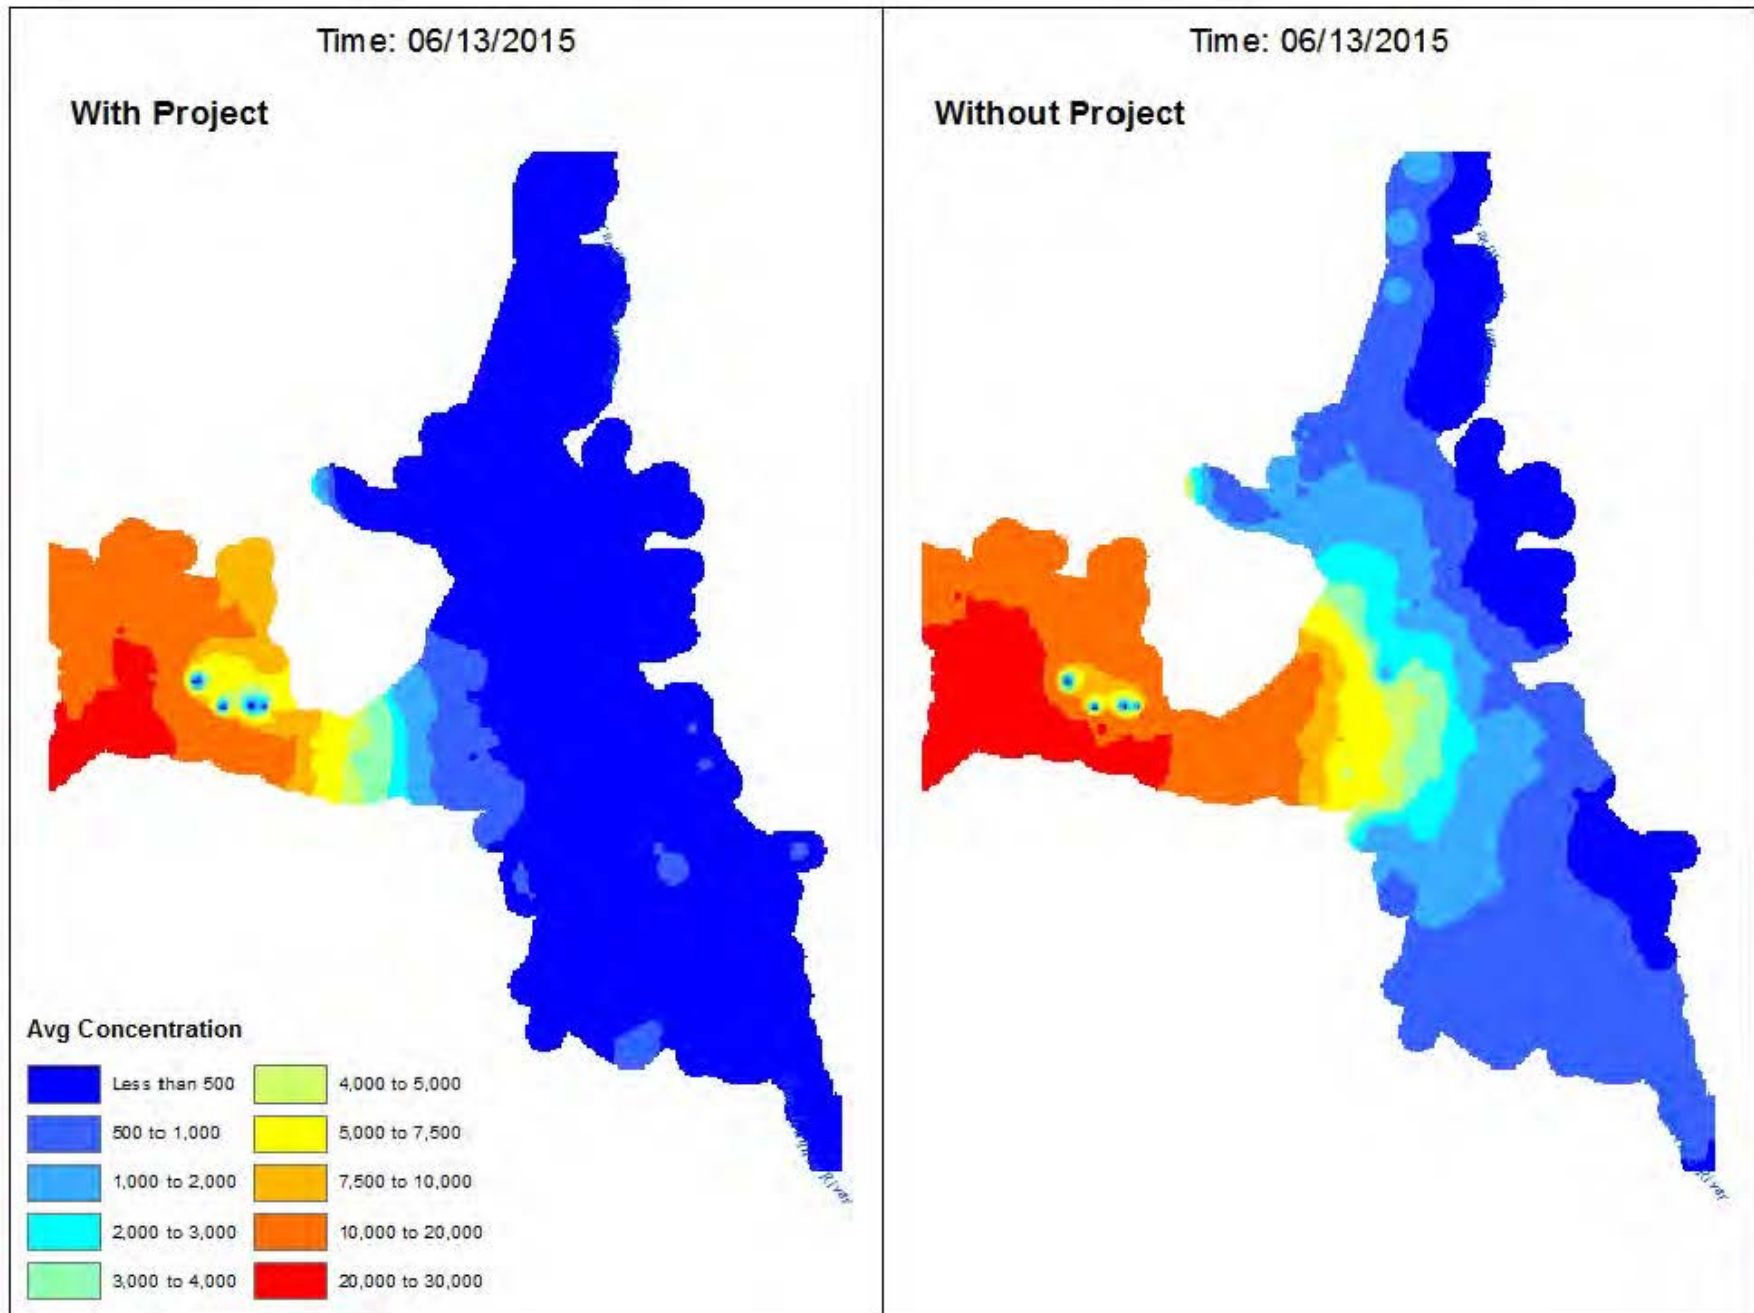 Time: 06/13/2015
With Project
Avg Concentration
Less than 500
500 to 1,000
1,000 to 2,000
2,000 to 3,000
3,000 to 4,000
4,000 to 5,000
5,000 to 7,500
7,500 to 10,000
10,000 to 20,000
20,000 to 30,000
River
Time: 06/13/2015
Without Project
River